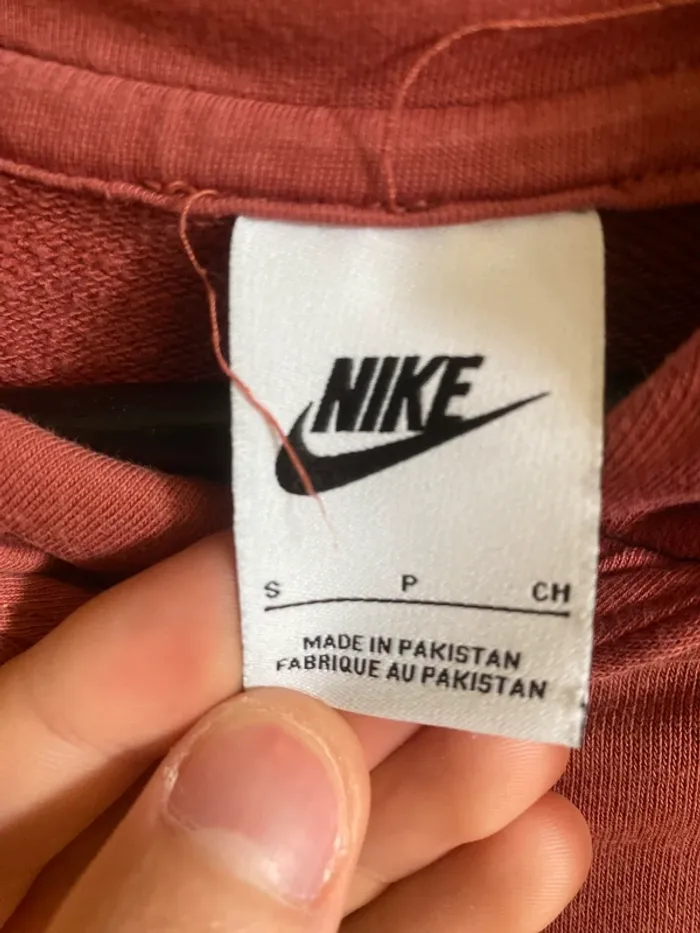 NIKE
S P CH
MADE IN PAKISTAN
FABRIQUE AU PAKISTAN